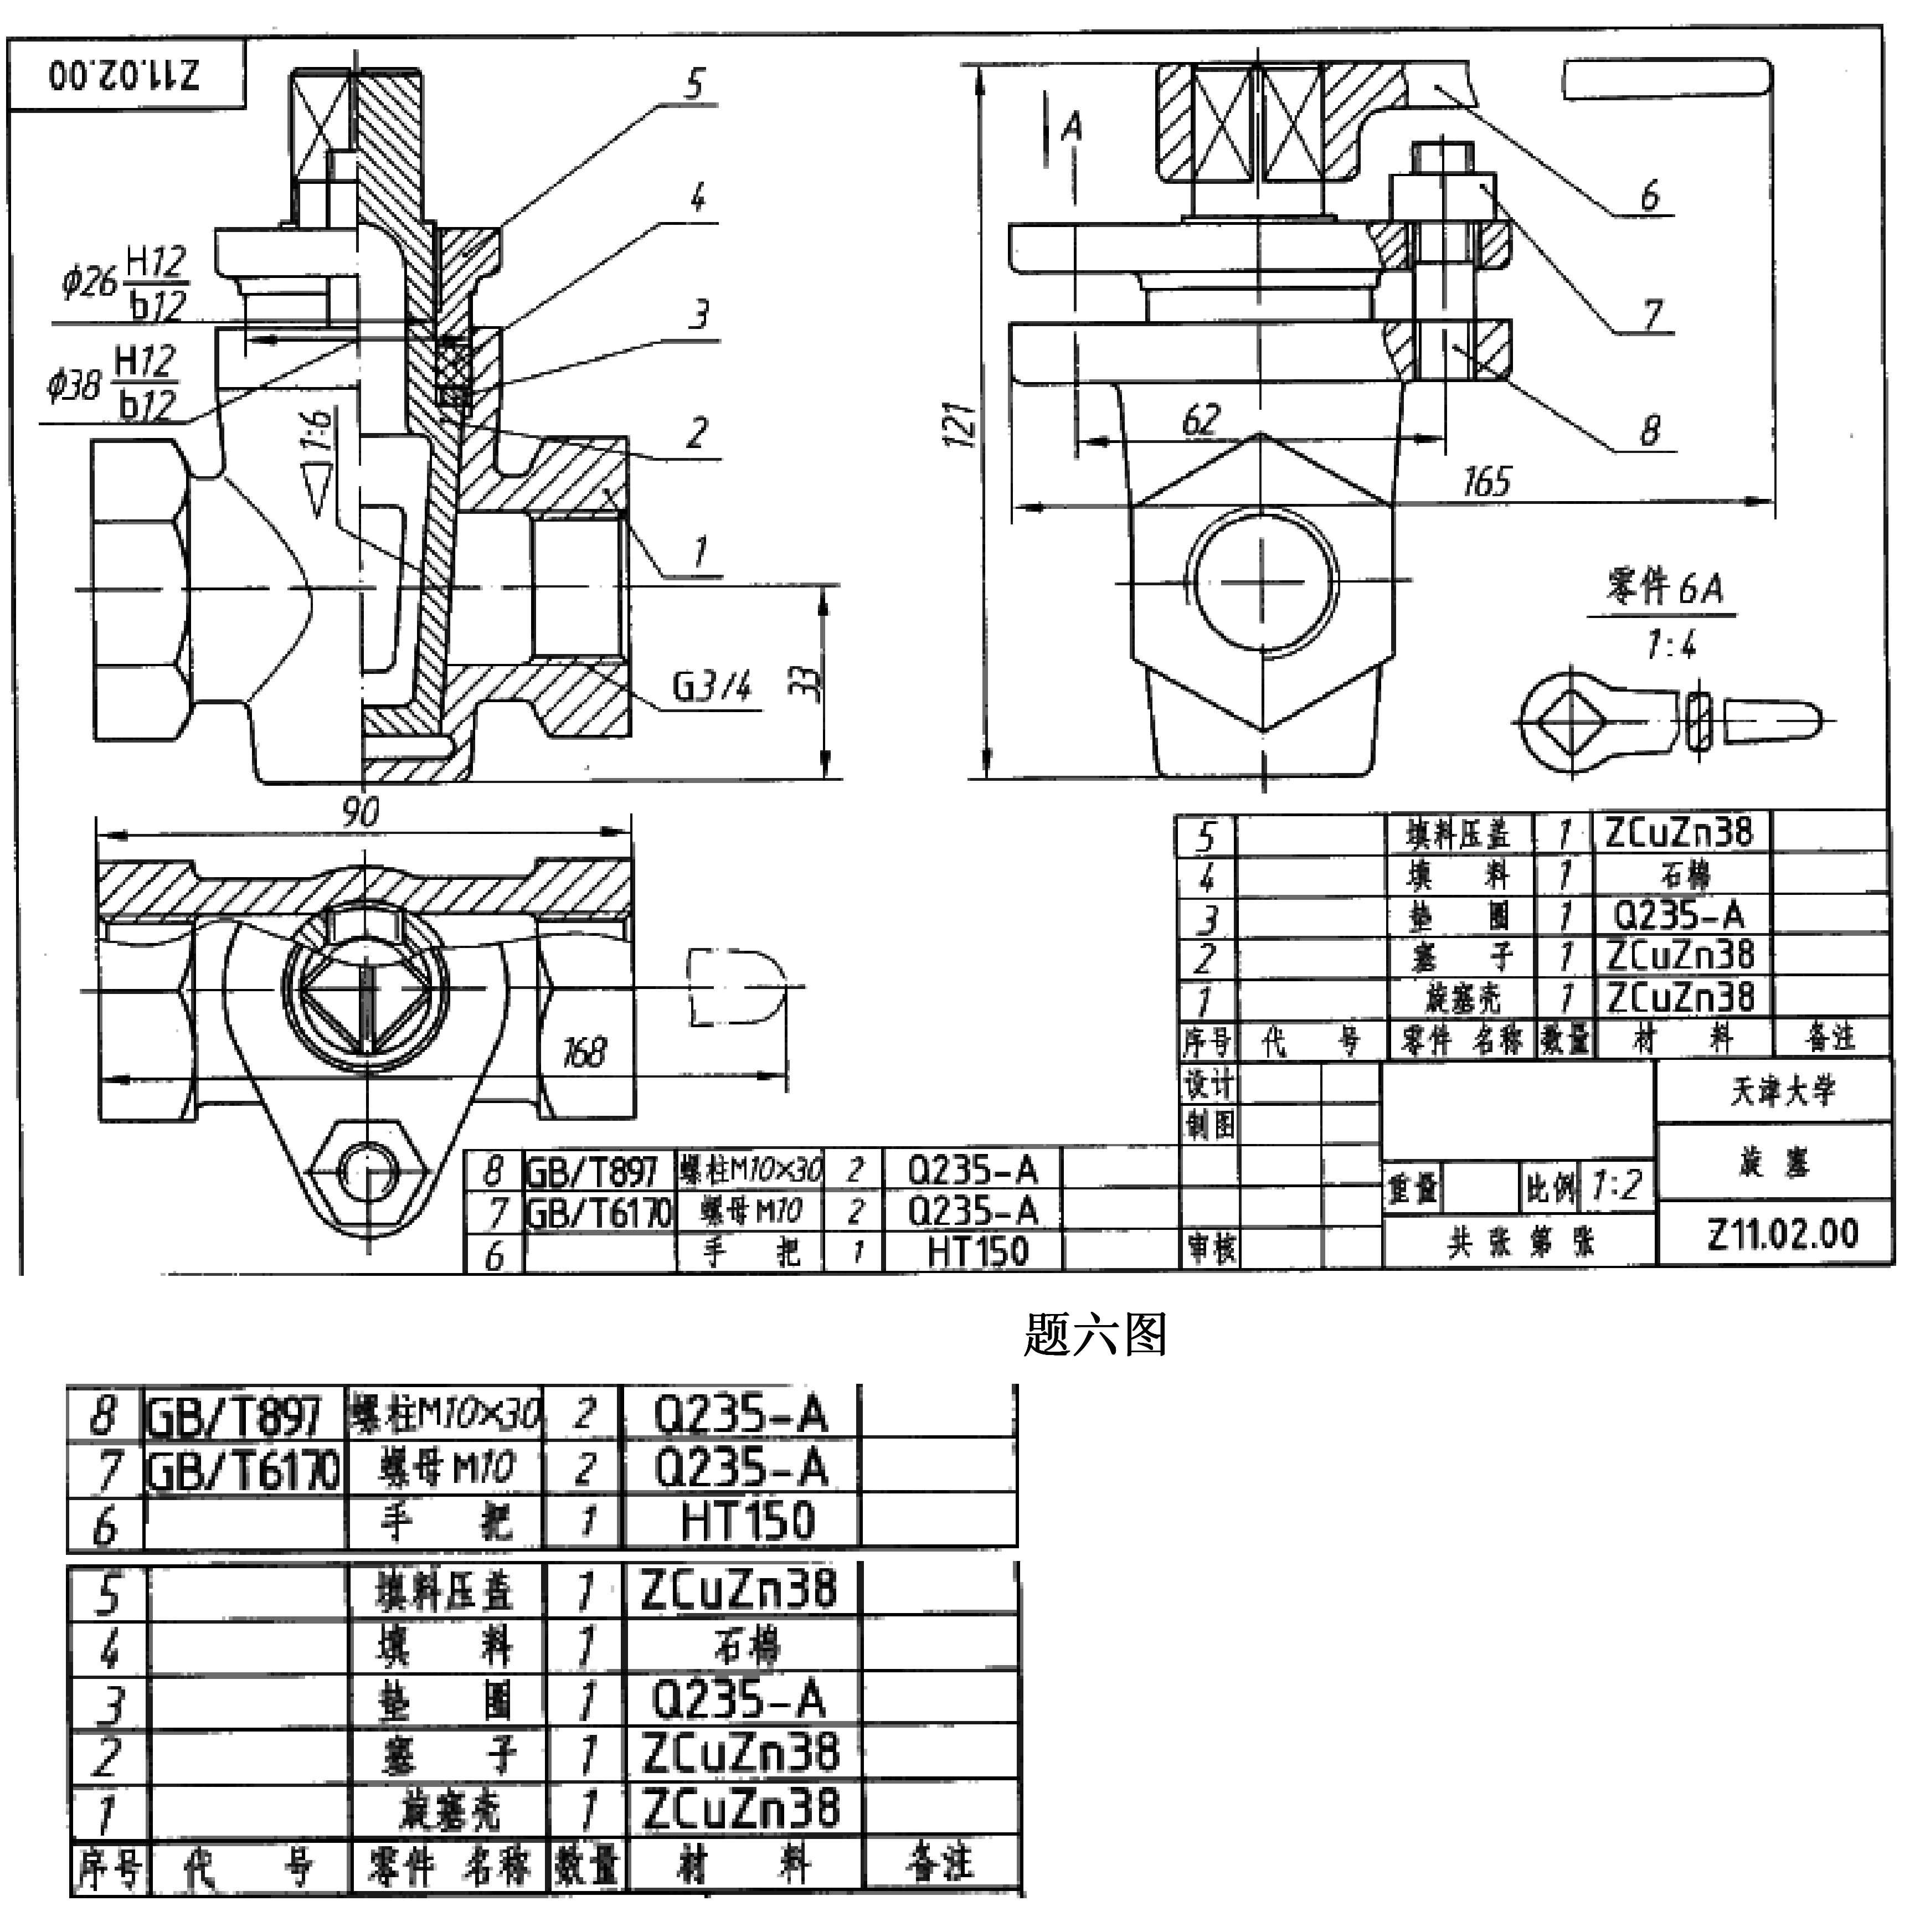 Z11.02.00
5
4
3
2
1
φ26 H12/b12
φ38 H12/b12
1:6
G3/4
33
90
168
121
A
62
165
6
7
8
零件 6A
1:4
5 填料压盖 1 ZCuZn38
4 填 料 1 石棉
3 垫 圈 1 Q235-A
2 塞 子 1 ZCuZn38
1 旋塞壳 1 ZCuZn38
序号 代 号 零件 名称 数量 材 料 备注
设计
制图
审核
天津大学
旋 塞
重量 比例 1:2
共 张 第 张
Z11.02.00
8 GB/T897 螺柱M10×30 2 Q235-A
7 GB/T6170 螺母M10 2 Q235-A
6 手 把 1 HT150
题六图
8 GB/T897 螺柱M10×30 2 Q235-A
7 GB/T6170 螺母M10 2 Q235-A
6 手 把 1 HT150
5 填料压盖 1 ZCuZn38
4 填 料 1 石棉
3 垫 圈 1 Q235-A
2 塞 子 1 ZCuZn38
1 旋塞壳 1 ZCuZn38
序号 代 号 零件 名称 数量 材 料 备注